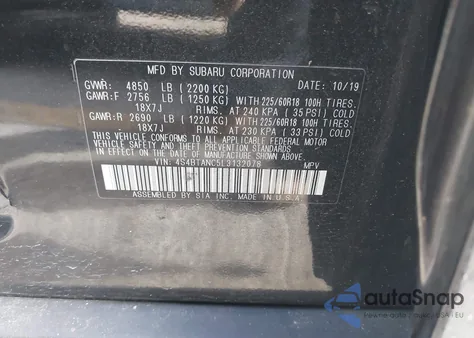 MFD BY SUBARU CORPORATION DATE: 10/19
GVWR: 4850 LB (2200 KG)
GAWR:F 2756 LB (1250 KG) WITH 225/60R18 100H TIRES,
18X7J RIMS, AT 240 KPA (35 PSI) COLD
GAWR:R 2690 LB (1220 KG) WITH 225/60R18 100H TIRES,
18X7J RIMS, AT 230 KPA (33 PSI) COLD
THIS VEHICLE CONFORMS TO ALL APPLICABLE FEDERAL MOTOR
VEHICLE SAFETY AND BUMPER STANDARDS IN EFFECT ON THE
DATE OF MANUFACTURE SHOWN ABOVE.
VIN: 4S4BTANC5L3132078 MPV
ASSEMBLED BY SIA INC. MADE IN U.S.A.
autoSnap